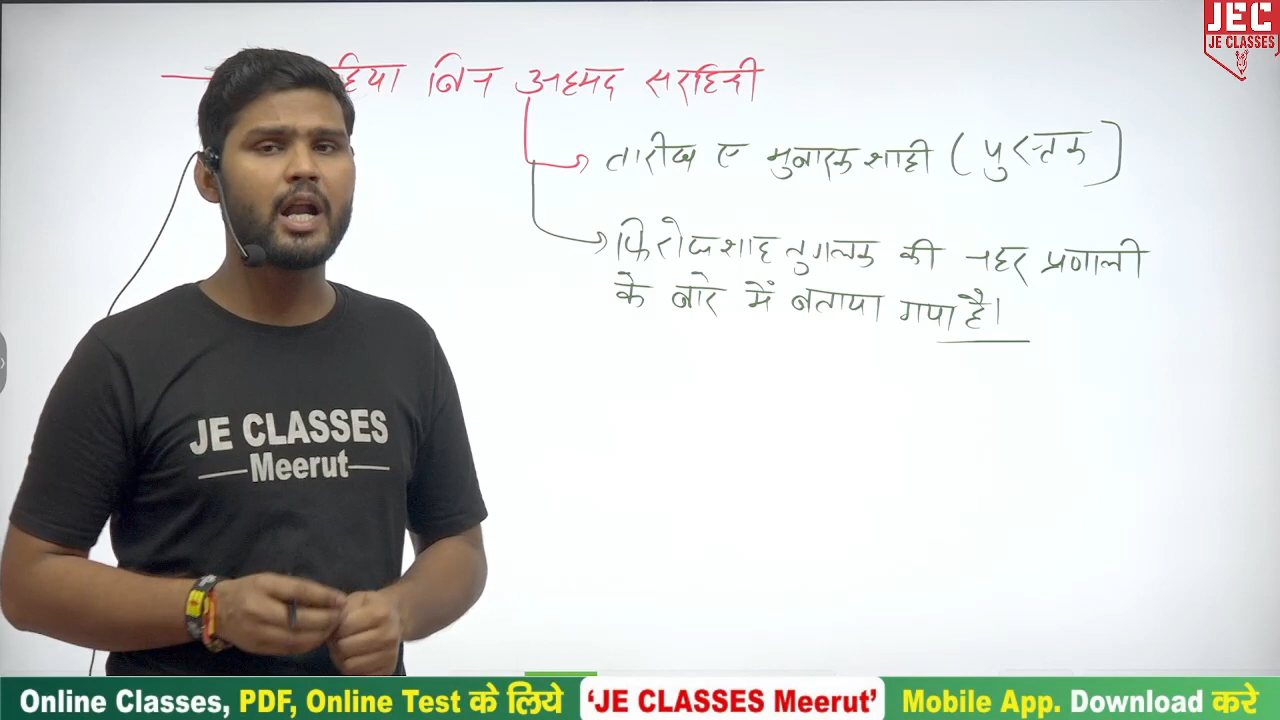 JEC
JE CLASSES
बिन अहमद सरहिन्दी
तारीख ए मुबारक शाही (पुस्तक)
फिरोजशाह तुगलक की नहर प्रणाली
के बारे में बताया गया है।
JE CLASSES
Meerut
Online Classes, PDF, Online Test के लिये 'JE CLASSES Meerut' Mobile App. Download करे